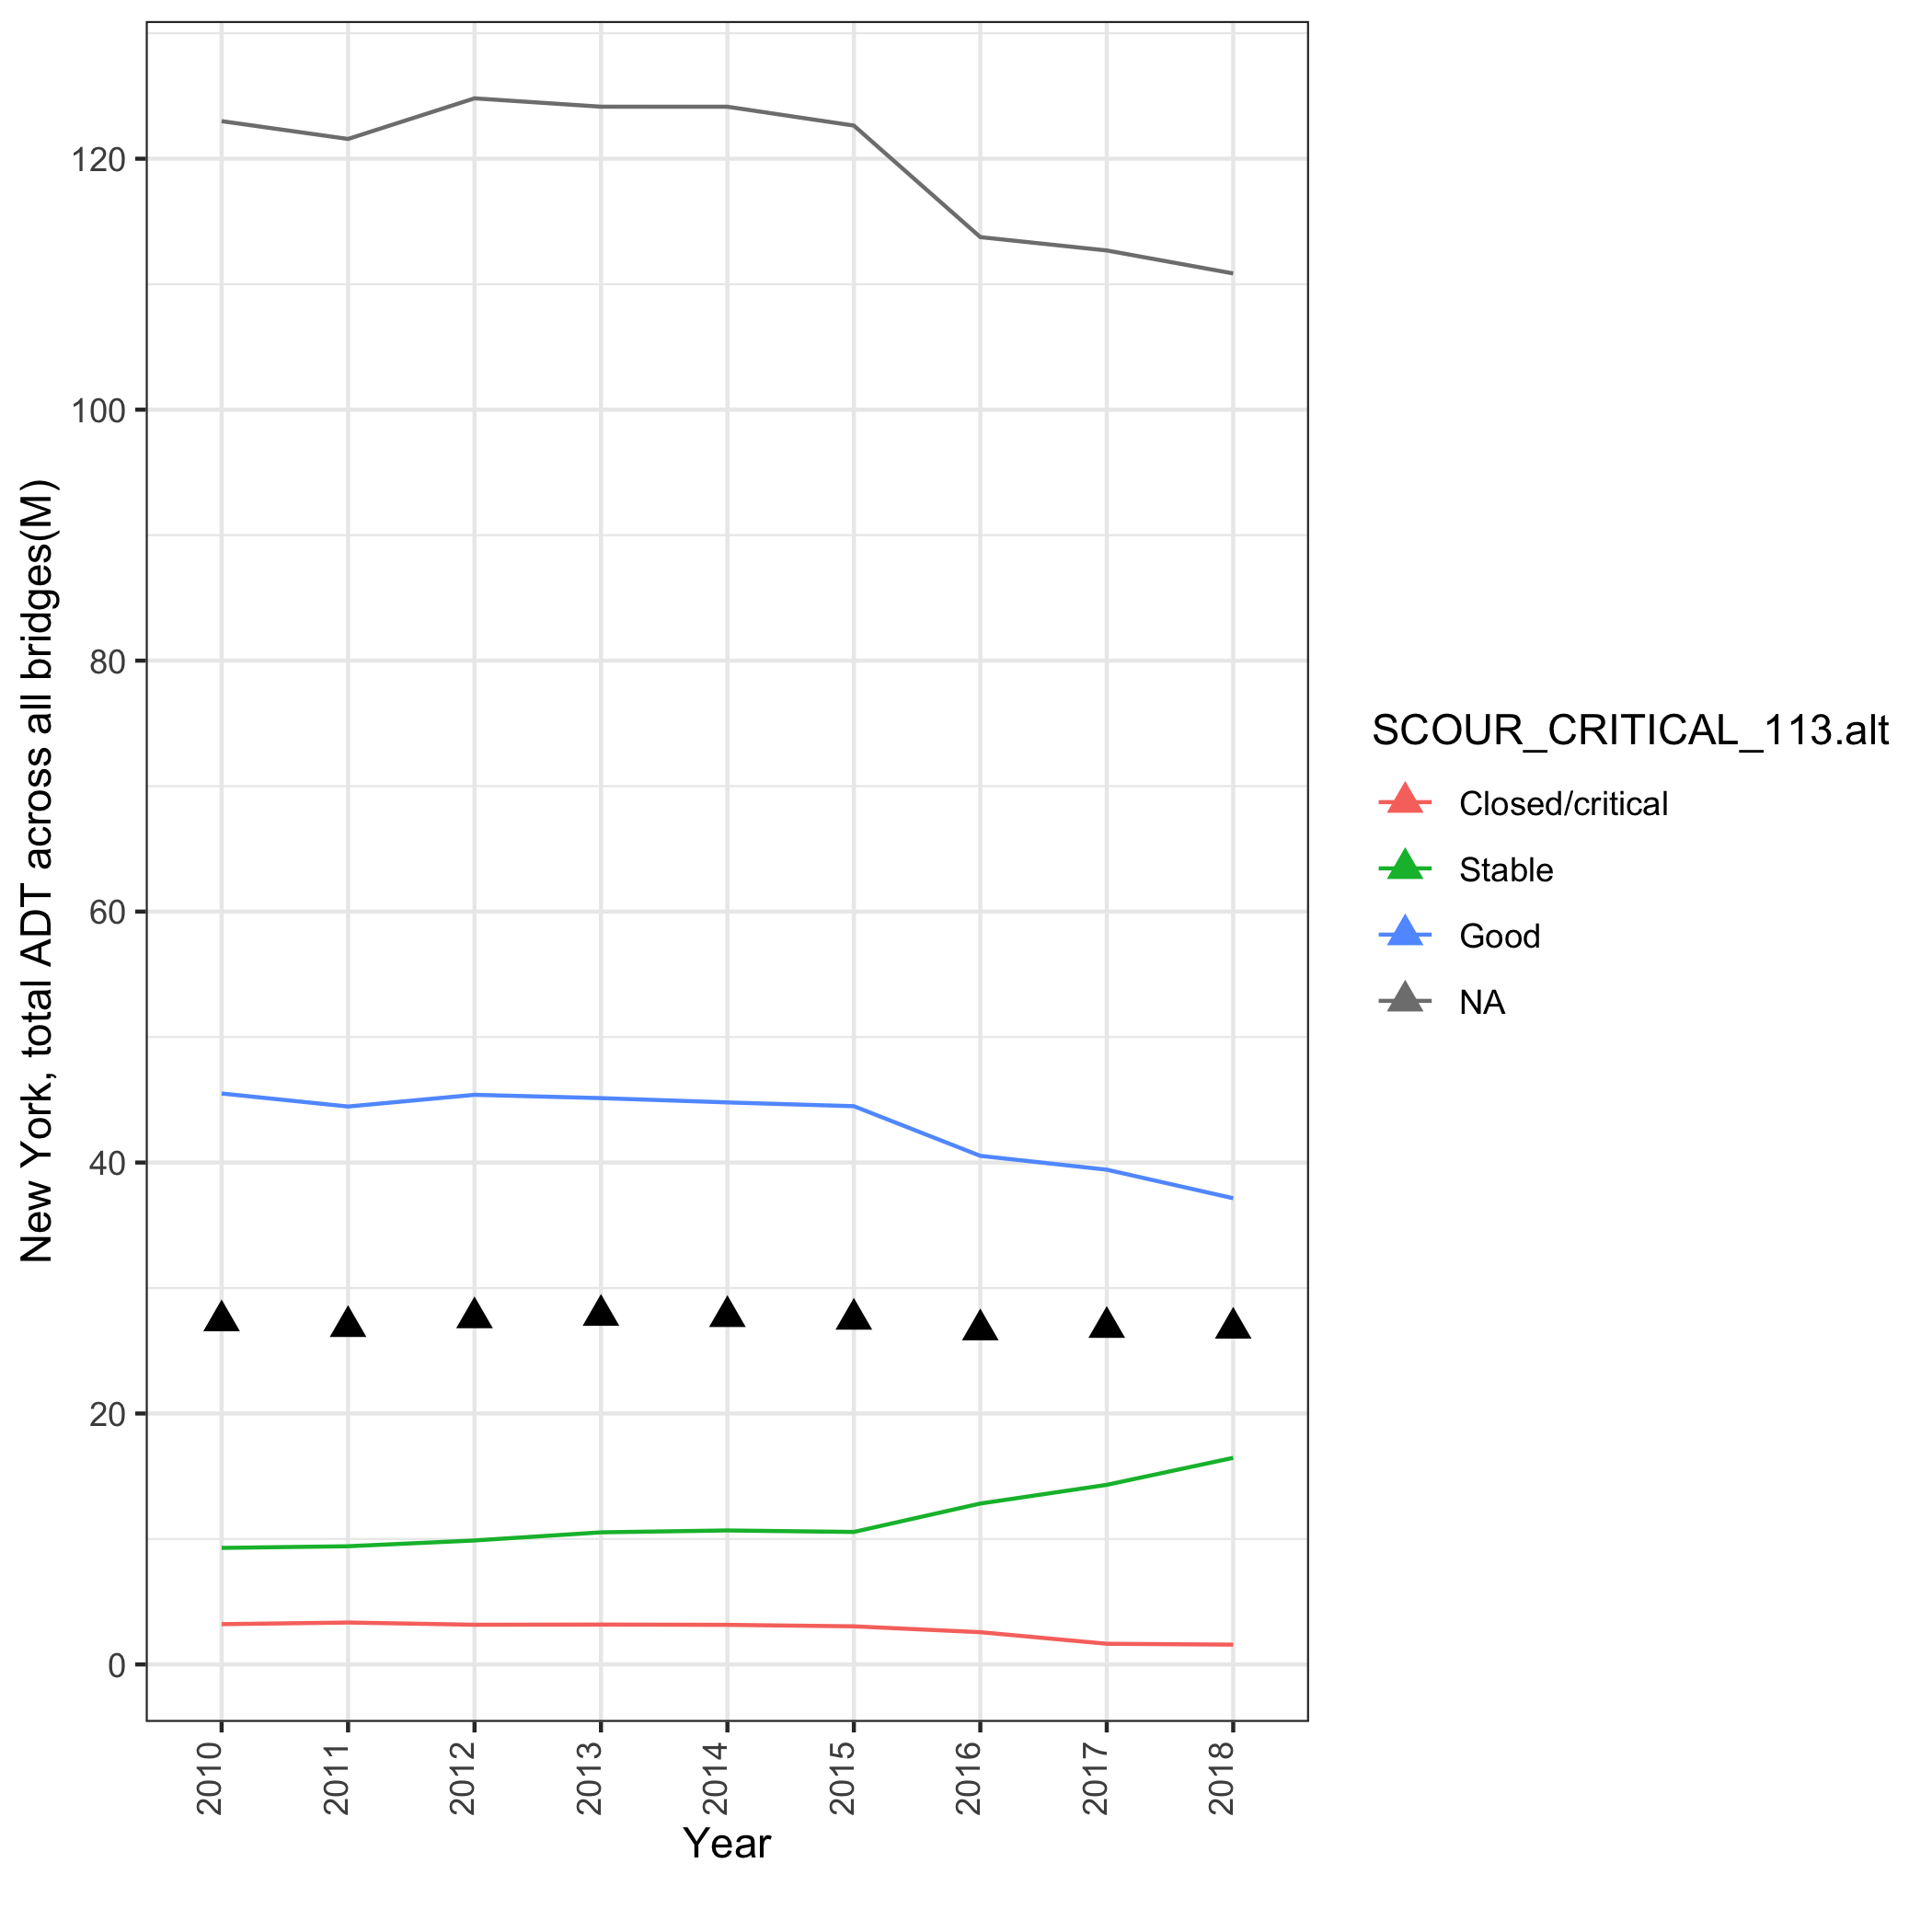 New York, total ADT across all bridges(M)
120
100
80
60
40
20
0
2010
2011
2012
2013
2014
2015
2016
2017
2018
Year
SCOUR_CRITICAL_113.alt
Closed/critical
Stable
Good
NA